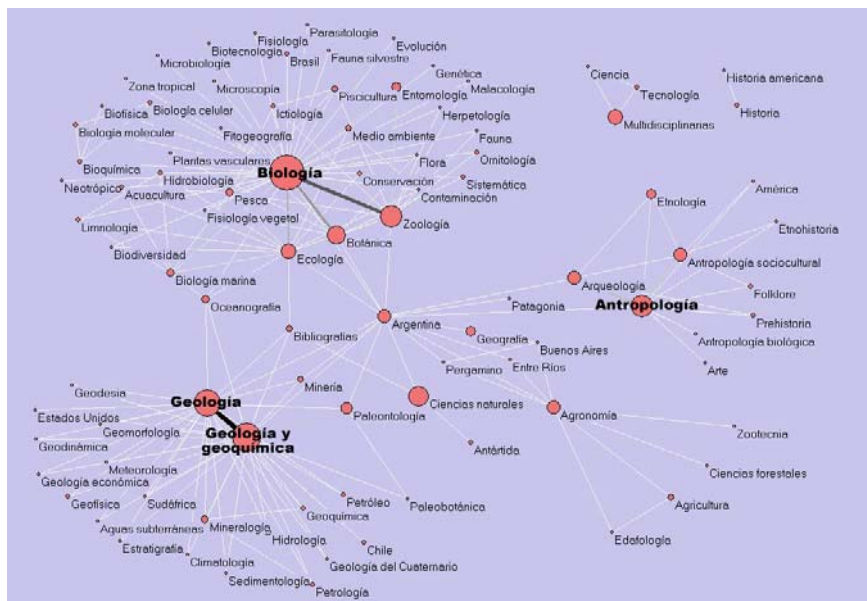 Parasitología
Fisiología
Evolución
Biotecnología
Brasil
Fauna silvestre
Microbiología
Genética
Zona tropical
Microscopía
Piscicultura
Entomología
Malacología
Biofísica
Biología celular
Ictiología
Herpetología
Biología molecular
Fitogeografía
Medio ambiente
Fauna
Plantas vasculares
Flora
Ornitología
Bioquímica
Biología
Neotrópico
Hidrobiología
Conservación
Sistemática
Acuacultura
Pesca
Contaminación
Limnología
Fisiología vegetal
Zoología
Botánica
Biodiversidad
Ecología
Biología marina
Oceanografía
Bibliografías
Argentina
Ciencia
Tecnología
Multidisciplinarias
Historia americana
Historia
Etnología
América
Etnohistoria
Antropología sociocultural
Arqueología
Folklore
Patagonia
Antropología
Prehistoria
Antropología biológica
Arte
Geografía
Buenos Aires
Pergamino
Entre Ríos
Minería
Ciencias naturales
Agronomía
Paleontología
Zootecnia
Antártida
Ciencias forestales
Agricultura
Edafología
Geodesia
Geología
Estados Unidos
Geomorfología
Geología y
geoquímica
Geodinámica
Meteorología
Geología económica
Geofísica
Sudáfrica
Petróleo
Paleobotánica
Geoquímica
Aguas subterráneas
Mineralogía
Hidrología
Estratigrafía
Chile
Climatología
Geología del Cuaternario
Sedimentología
Petrología